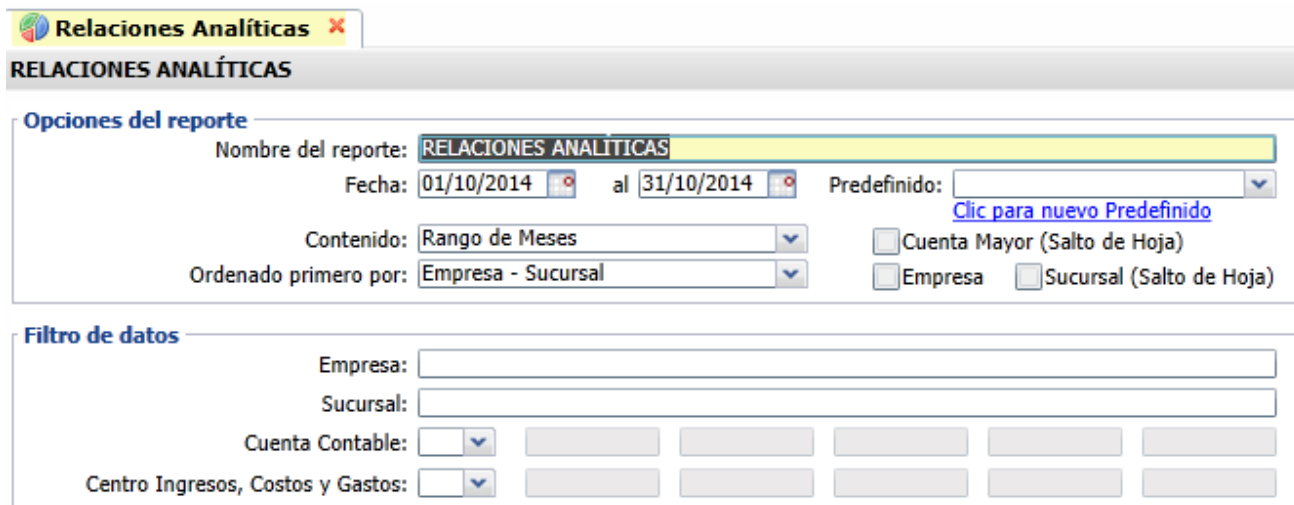 Relaciones Analíticas
RELACIONES ANALÍTICAS
Opciones del reporte
Nombre del reporte: RELACIONES ANALÍTICAS
Fecha: 01/10/2014 al 31/10/2014 Predefinido:
Clic para nuevo Predefinido
Contenido: Rango de Meses Cuenta Mayor (Salto de Hoja)
Ordenado primero por: Empresa - Sucursal Empresa Sucursal (Salto de Hoja)
Filtro de datos
Empresa:
Sucursal:
Cuenta Contable:
Centro Ingresos, Costos y Gastos: